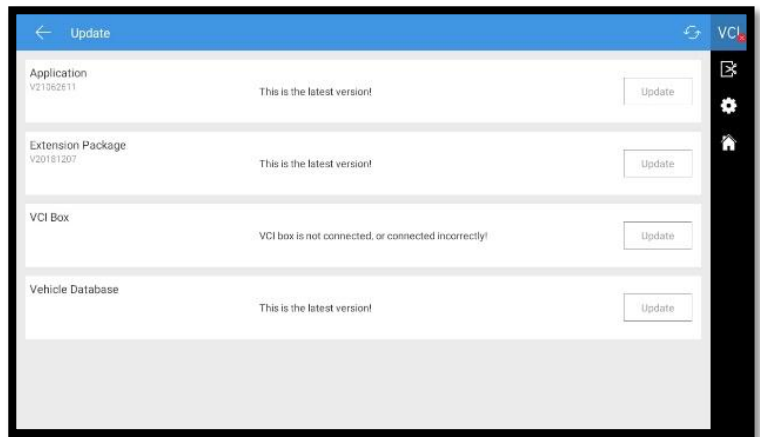 Update
VCI
Application
V21062611
This is the latest version!
Update
Extension Package
V20181207
This is the latest version!
Update
VCI Box
VCI box is not connected, or connected incorrectly!
Update
Vehicle Database
This is the latest version!
Update